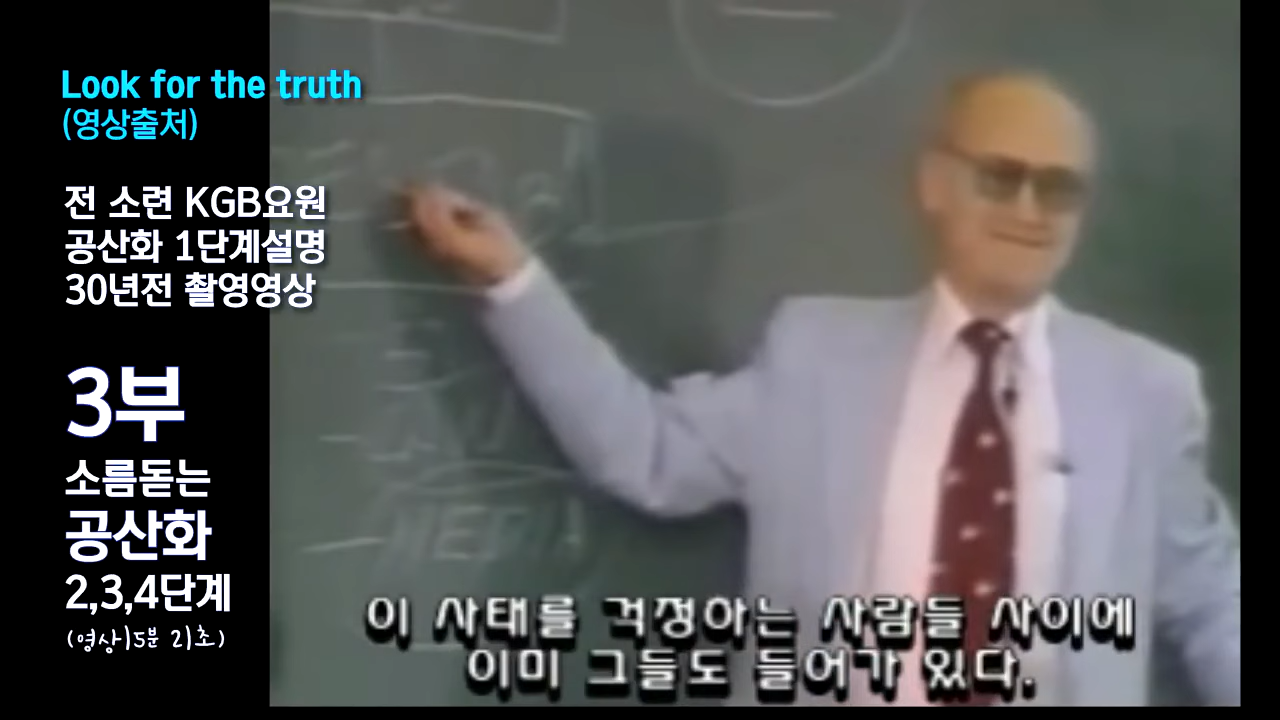 Look for the truth
(영상출처)
전 소련 KGB요원
공산화 1단계설명
30년전 촬영영상
3부
소름돋는
공산화
2,3,4단계
(영상15분 21초)
MEDIA
이 사태를 걱정하는 사람들 사이에
이미 그들도 들어가 있다.